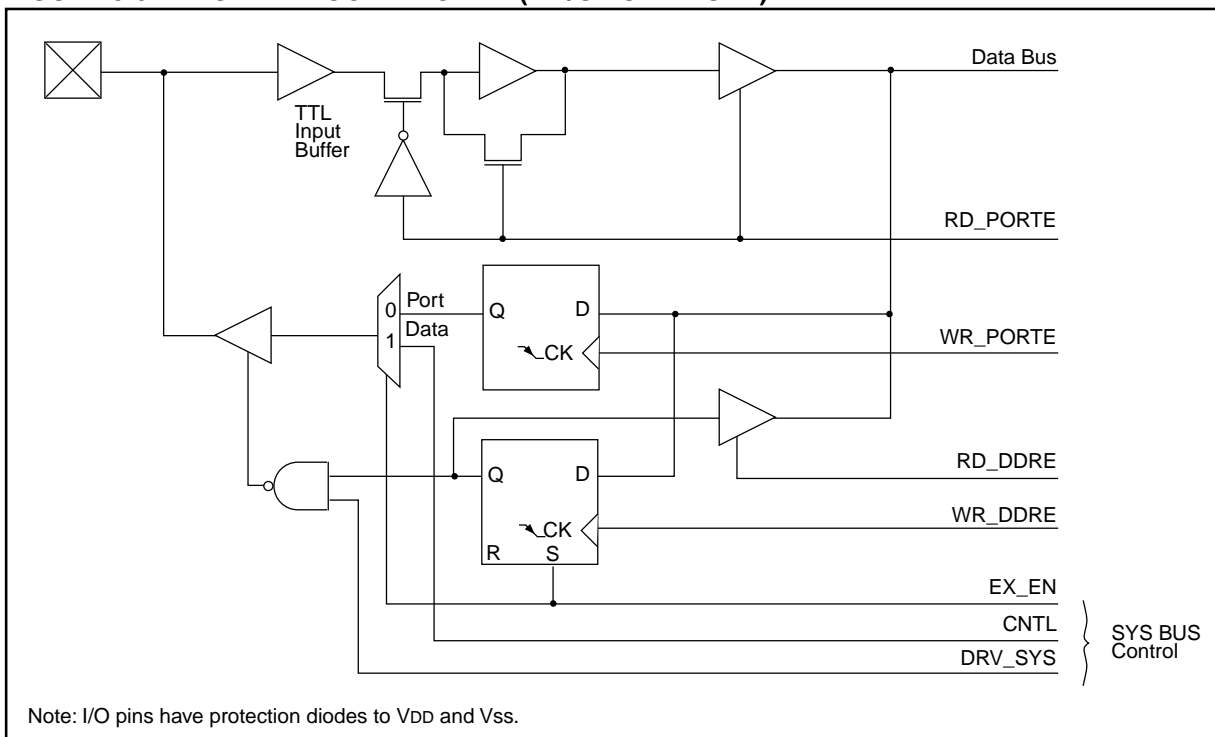 Data Bus
TTL
Input
Buffer
RD_PORTE
0
Port
Data
1
Q
D
CK
WR_PORTE
RD_DDRE
Q
D
CK
R
S
WR_DDRE
EX_EN
CNTL
DRV_SYS
SYS BUS
Control
Note: I/O pins have protection diodes to VDD and Vss.